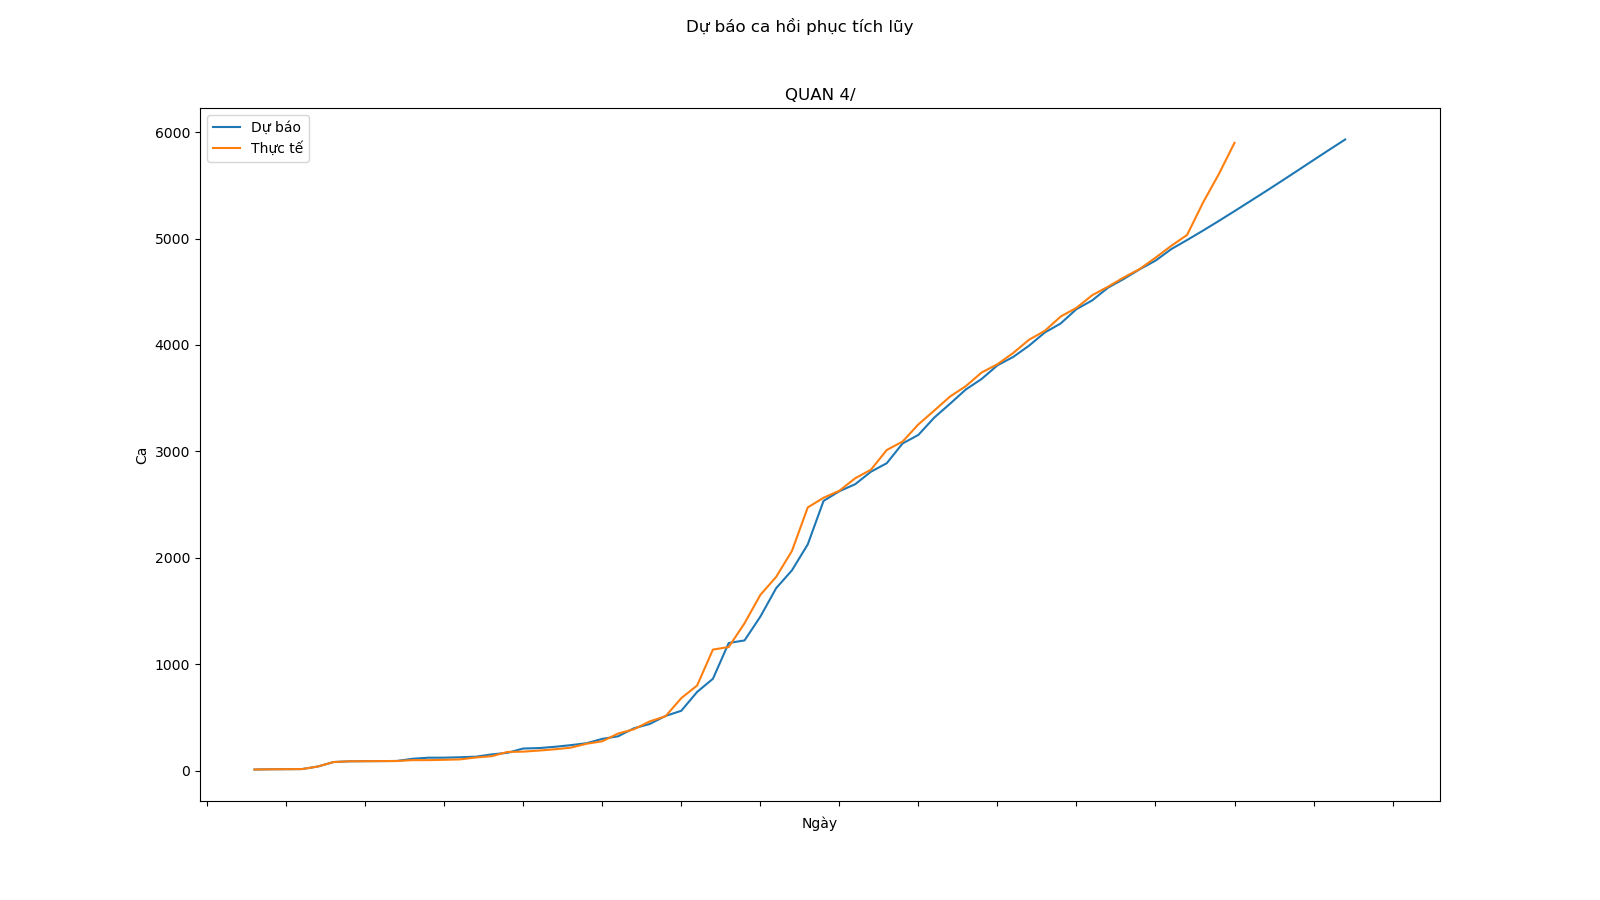 Dự báo ca hồi phục tích lũy
QUAN 4/
Dự báo
Thực tế
6000
5000
4000
3000
2000
1000
0
Ca
Ngày